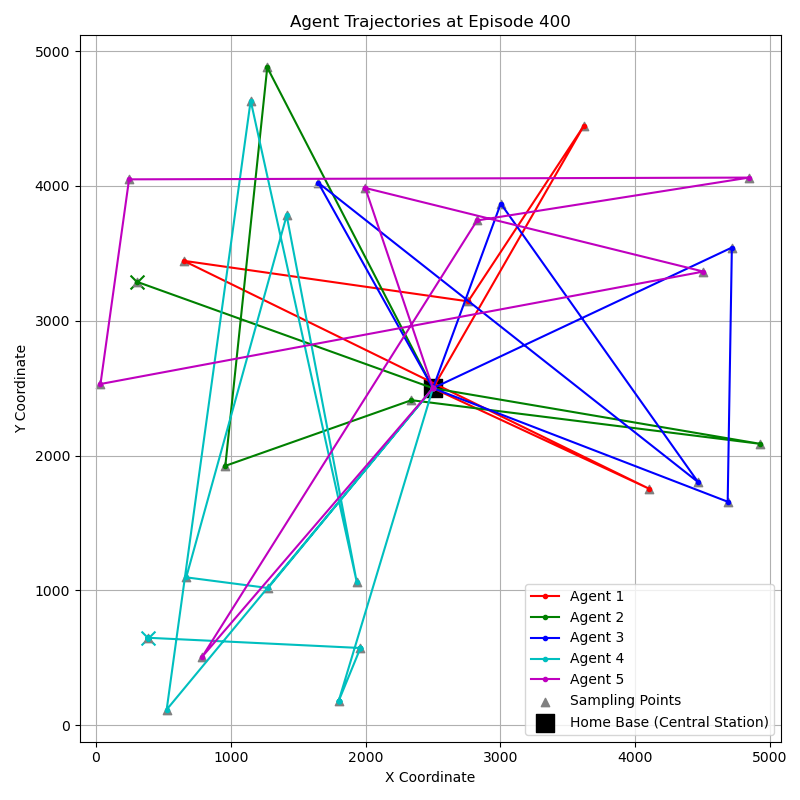 Agent Trajectories at Episode 400
Y Coordinate
5000
4000
3000
2000
1000
0
0 1000 2000 3000 4000 5000
X Coordinate
Agent 1
Agent 2
Agent 3
Agent 4
Agent 5
Sampling Points
Home Base (Central Station)